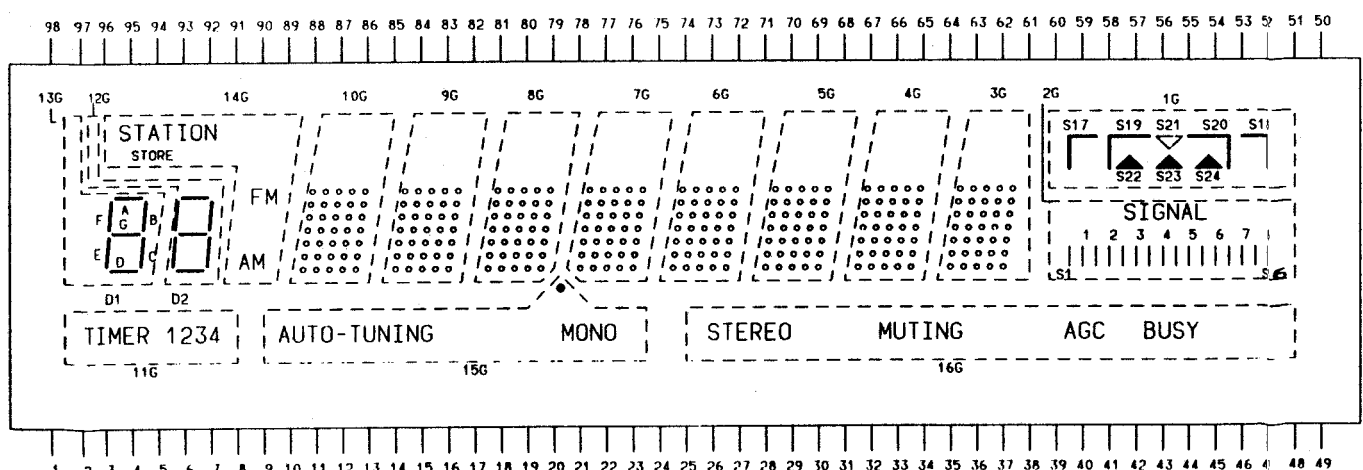 98 97 96 95 94 93 92 91 90 89 88 87 86 85 84 83 82 81 80 79 78 77 76 75 74 73 72 71 70 69 68 67 66 65 64 63 62 61 60 59 58 57 56 55 54 53 51 50
13G 12G 14G 10G 9G 8G 7G 6G 5G 4G 3G 2G 1G
STATION S17 S19 S21 S20
STORE
S22 S23 S24
FM
A
F B SIGNAL
G
1 2 3 4 5 6 7
E D C AM
S1
D1 D2
TIMER 1234 AUTO-TUNING MONO STEREO MUTING AGC BUSY
11G 15G 16G
1 2 3 4 5 6 7 8 9 10 11 12 13 14 15 16 17 18 19 20 21 22 23 24 25 26 27 28 29 30 31 32 33 34 35 36 37 38 39 40 41 42 43 44 45 46 48 49